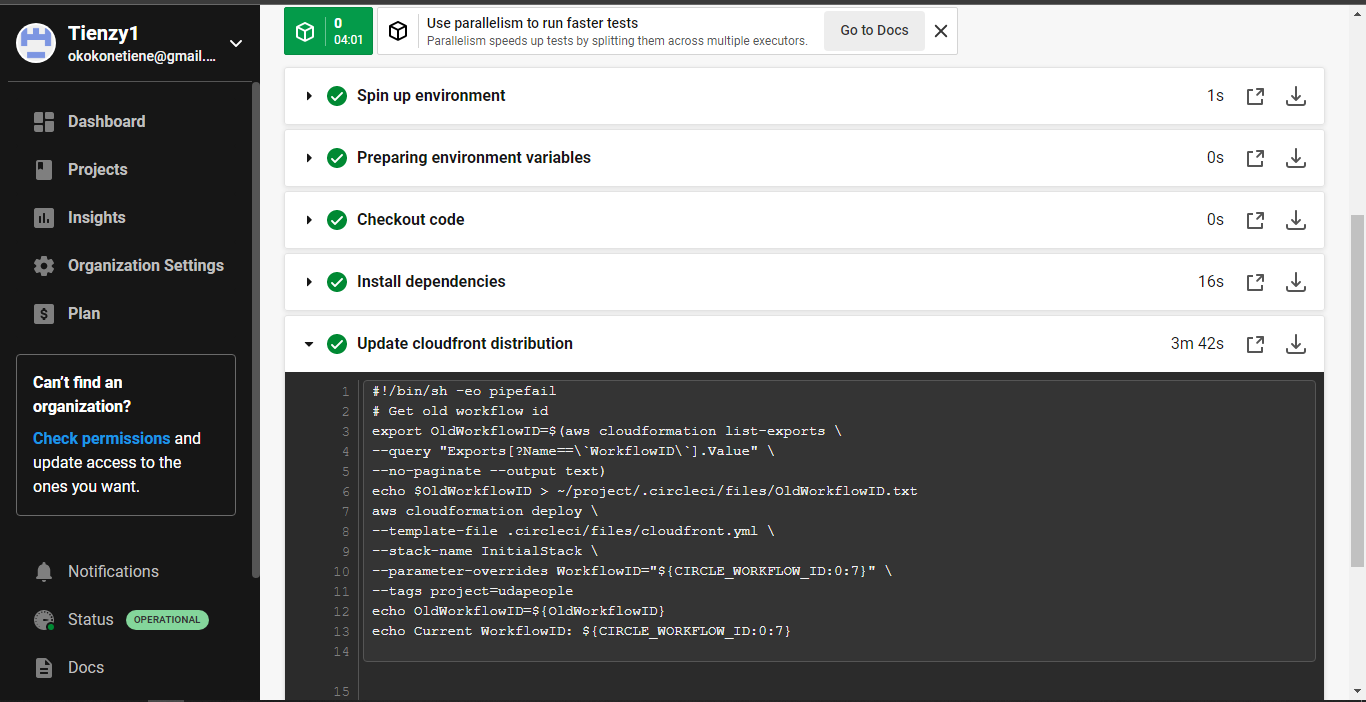 Tienzy1
okokonetiene@gmail....
Dashboard
Projects
Insights
Organization Settings
Plan
Can't find an
organization?
Check permissions and
update access to the
ones you want.
Notifications
Status OPERATIONAL
Docs
0
04:01
Use parallelism to run faster tests
Parallelism speeds up tests by splitting them across multiple executors.
Go to Docs
Spin up environment 1s
Preparing environment variables 0s
Checkout code 0s
Install dependencies 16s
Update cloudfront distribution 3m 42s
1 #!/bin/sh -eo pipefail
2 # Get old workflow id
3 export OldWorkflowID=$(aws cloudformation list-exports \
4 --query "Exports[?Name==\`WorkflowID\`].Value" \
5 --no-paginate --output text)
6 echo $OldWorkflowID > ~/project/.circleci/files/OldWorkflowID.txt
7 aws cloudformation deploy \
8 --template-file .circleci/files/cloudfront.yml \
9 --stack-name InitialStack \
10 --parameter-overrides WorkflowID="${CIRCLE_WORKFLOW_ID:0:7}" \
11 --tags project=udapeople
12 echo OldWorkflowID=${OldWorkflowID}
13 echo Current WorkflowID: ${CIRCLE_WORKFLOW_ID:0:7}
14
15